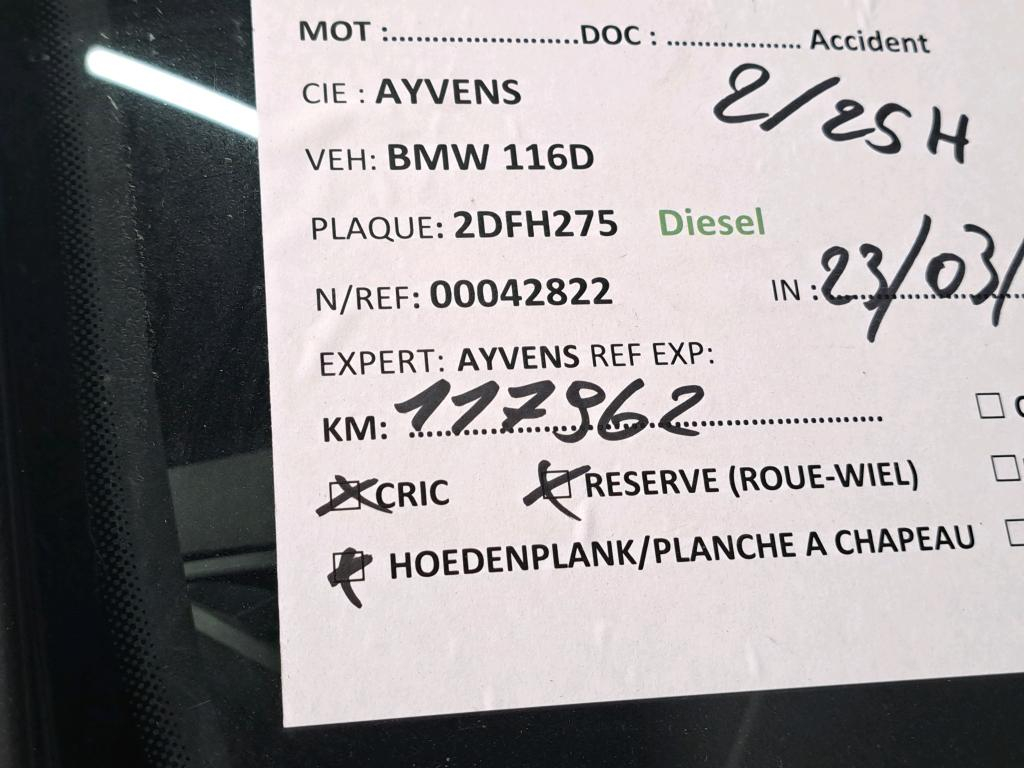 MOT :........................DOC : ................. Accident
CIE : AYVENS
2/25 H
VEH: BMW 116D
PLAQUE: 2DFH275 Diesel
N/REF: 00042822 IN : 23/03/
EXPERT: AYVENS REF EXP:
KM: 117962
CRIC RESERVE (ROUE-WIEL)
HOEDENPLANK/PLANCHE A CHAPEAU